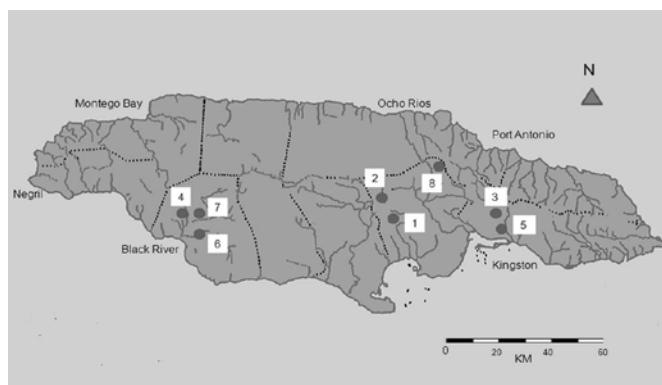 N
Montego Bay
Ocho Rios
Port Antonio
Negril
2
8
4
7
3
1
5
Black River
6
Kingston
0 20 40 60
KM